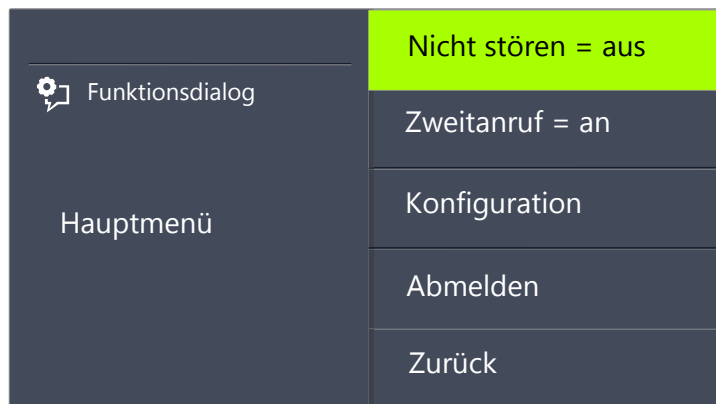 Funktionsdialog
Hauptmenü
Nicht stören = aus
Zweitanruf = an
Konfiguration
Abmelden
Zurück